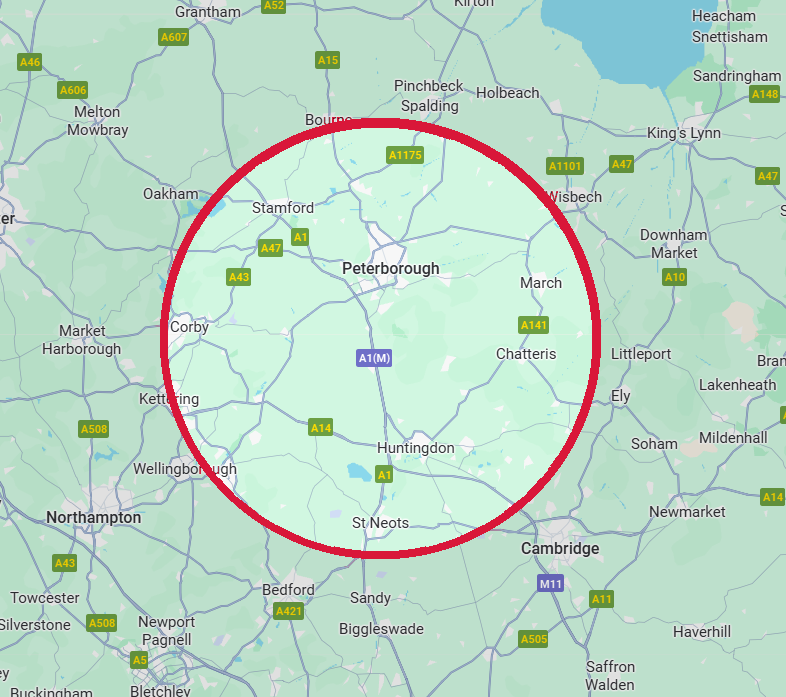 Grantham
A52
Kirton
Heacham
A607
Snettisham
A46
A15
Sandringham
A606
Pinchbeck
Holbeach
A148
Spalding
Melton
Mowbray
Bourne
King's Lynn
A1175
A1101
A47
A47
Oakham
Wisbech
Stamford
er
A1
A47
Downham
Market
Peterborough
A43
March
A10
Corby
A141
Market
Harborough
A1(M)
Chatteris
Littleport
Bran
Lakenheath
Kettering
Ely
A508
A14
Mildenhall
Soham
Huntingdon
Wellingborough
A1
A14
Northampton
St Neots
Newmarket
Cambridge
A43
M11
Bedford
Towcester
Sandy
A11
A421
Silverstone
A508
Newport
Pagnell
Biggleswade
Haverhill
A505
A5
Saffron
Walden
ey
Buckingham
Bletchley